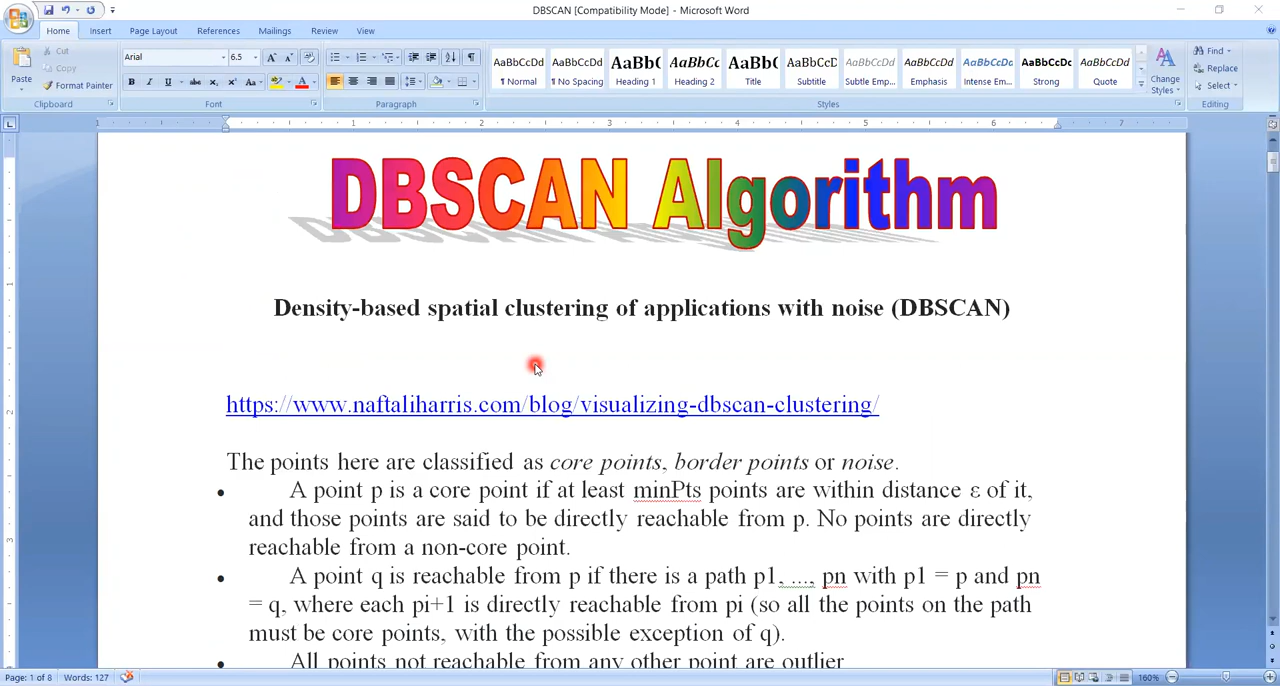 DBSCAN [Compatibility Mode] - Microsoft Word
Home Insert Page Layout References Mailings Review View
Cut
Copy
Format Painter
Paste
Clipboard
Arial 6.5
Font
Paragraph
AaBbCcDd AaBbCcDd AaBbC AaBbCc AaBbC AaBbCcD AaBbCcDd AaBbCcDd AaBbCcDd AaBbCcDd AaBbCcDd
¶ Normal ¶ No Spacing Heading 1 Heading 2 Title Subtitle Subtle Emp... Emphasis Intense Em... Strong Quote
Change Styles
Styles
Find
Replace
Select
Editing
1 1 2 3 4 5 6 7
DBSCAN Algorithm
Density-based spatial clustering of applications with noise (DBSCAN)
https://www.naftaliharris.com/blog/visualizing-dbscan-clustering/
The points here are classified as core points, border points or noise.
• A point p is a core point if at least minPts points are within distance ε of it,
and those points are said to be directly reachable from p. No points are directly
reachable from a non-core point.
• A point q is reachable from p if there is a path p1, ..., pn with p1 = p and pn
= q, where each pi+1 is directly reachable from pi (so all the points on the path
must be core points, with the possible exception of q).
• All points not reachable from any other point are outlier
Page: 1 of 8 Words: 127 160%